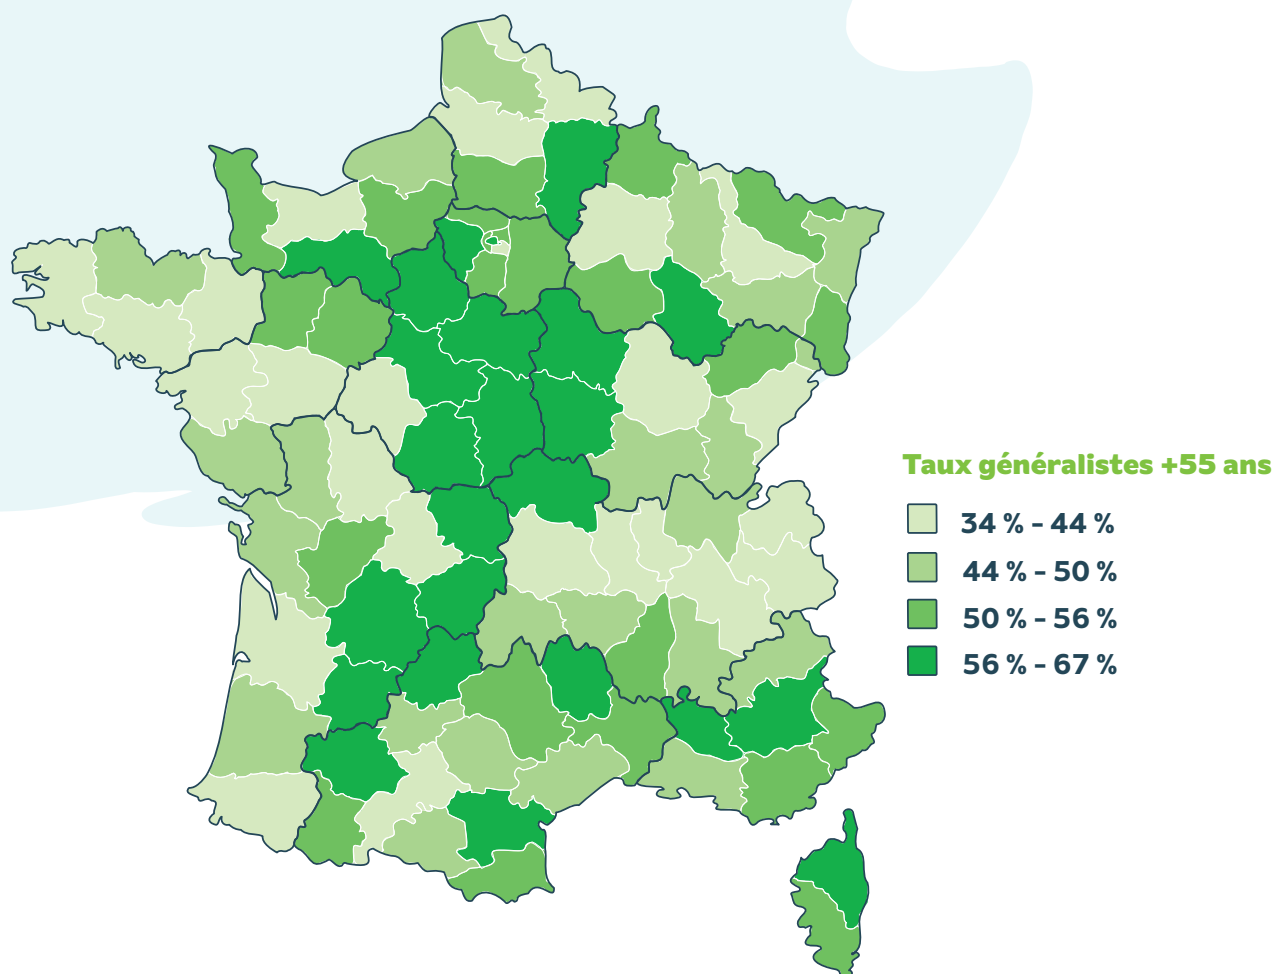 Taux généralistes +55 ans
34 % - 44 %
44 % - 50 %
50 % - 56 %
56 % - 67 %